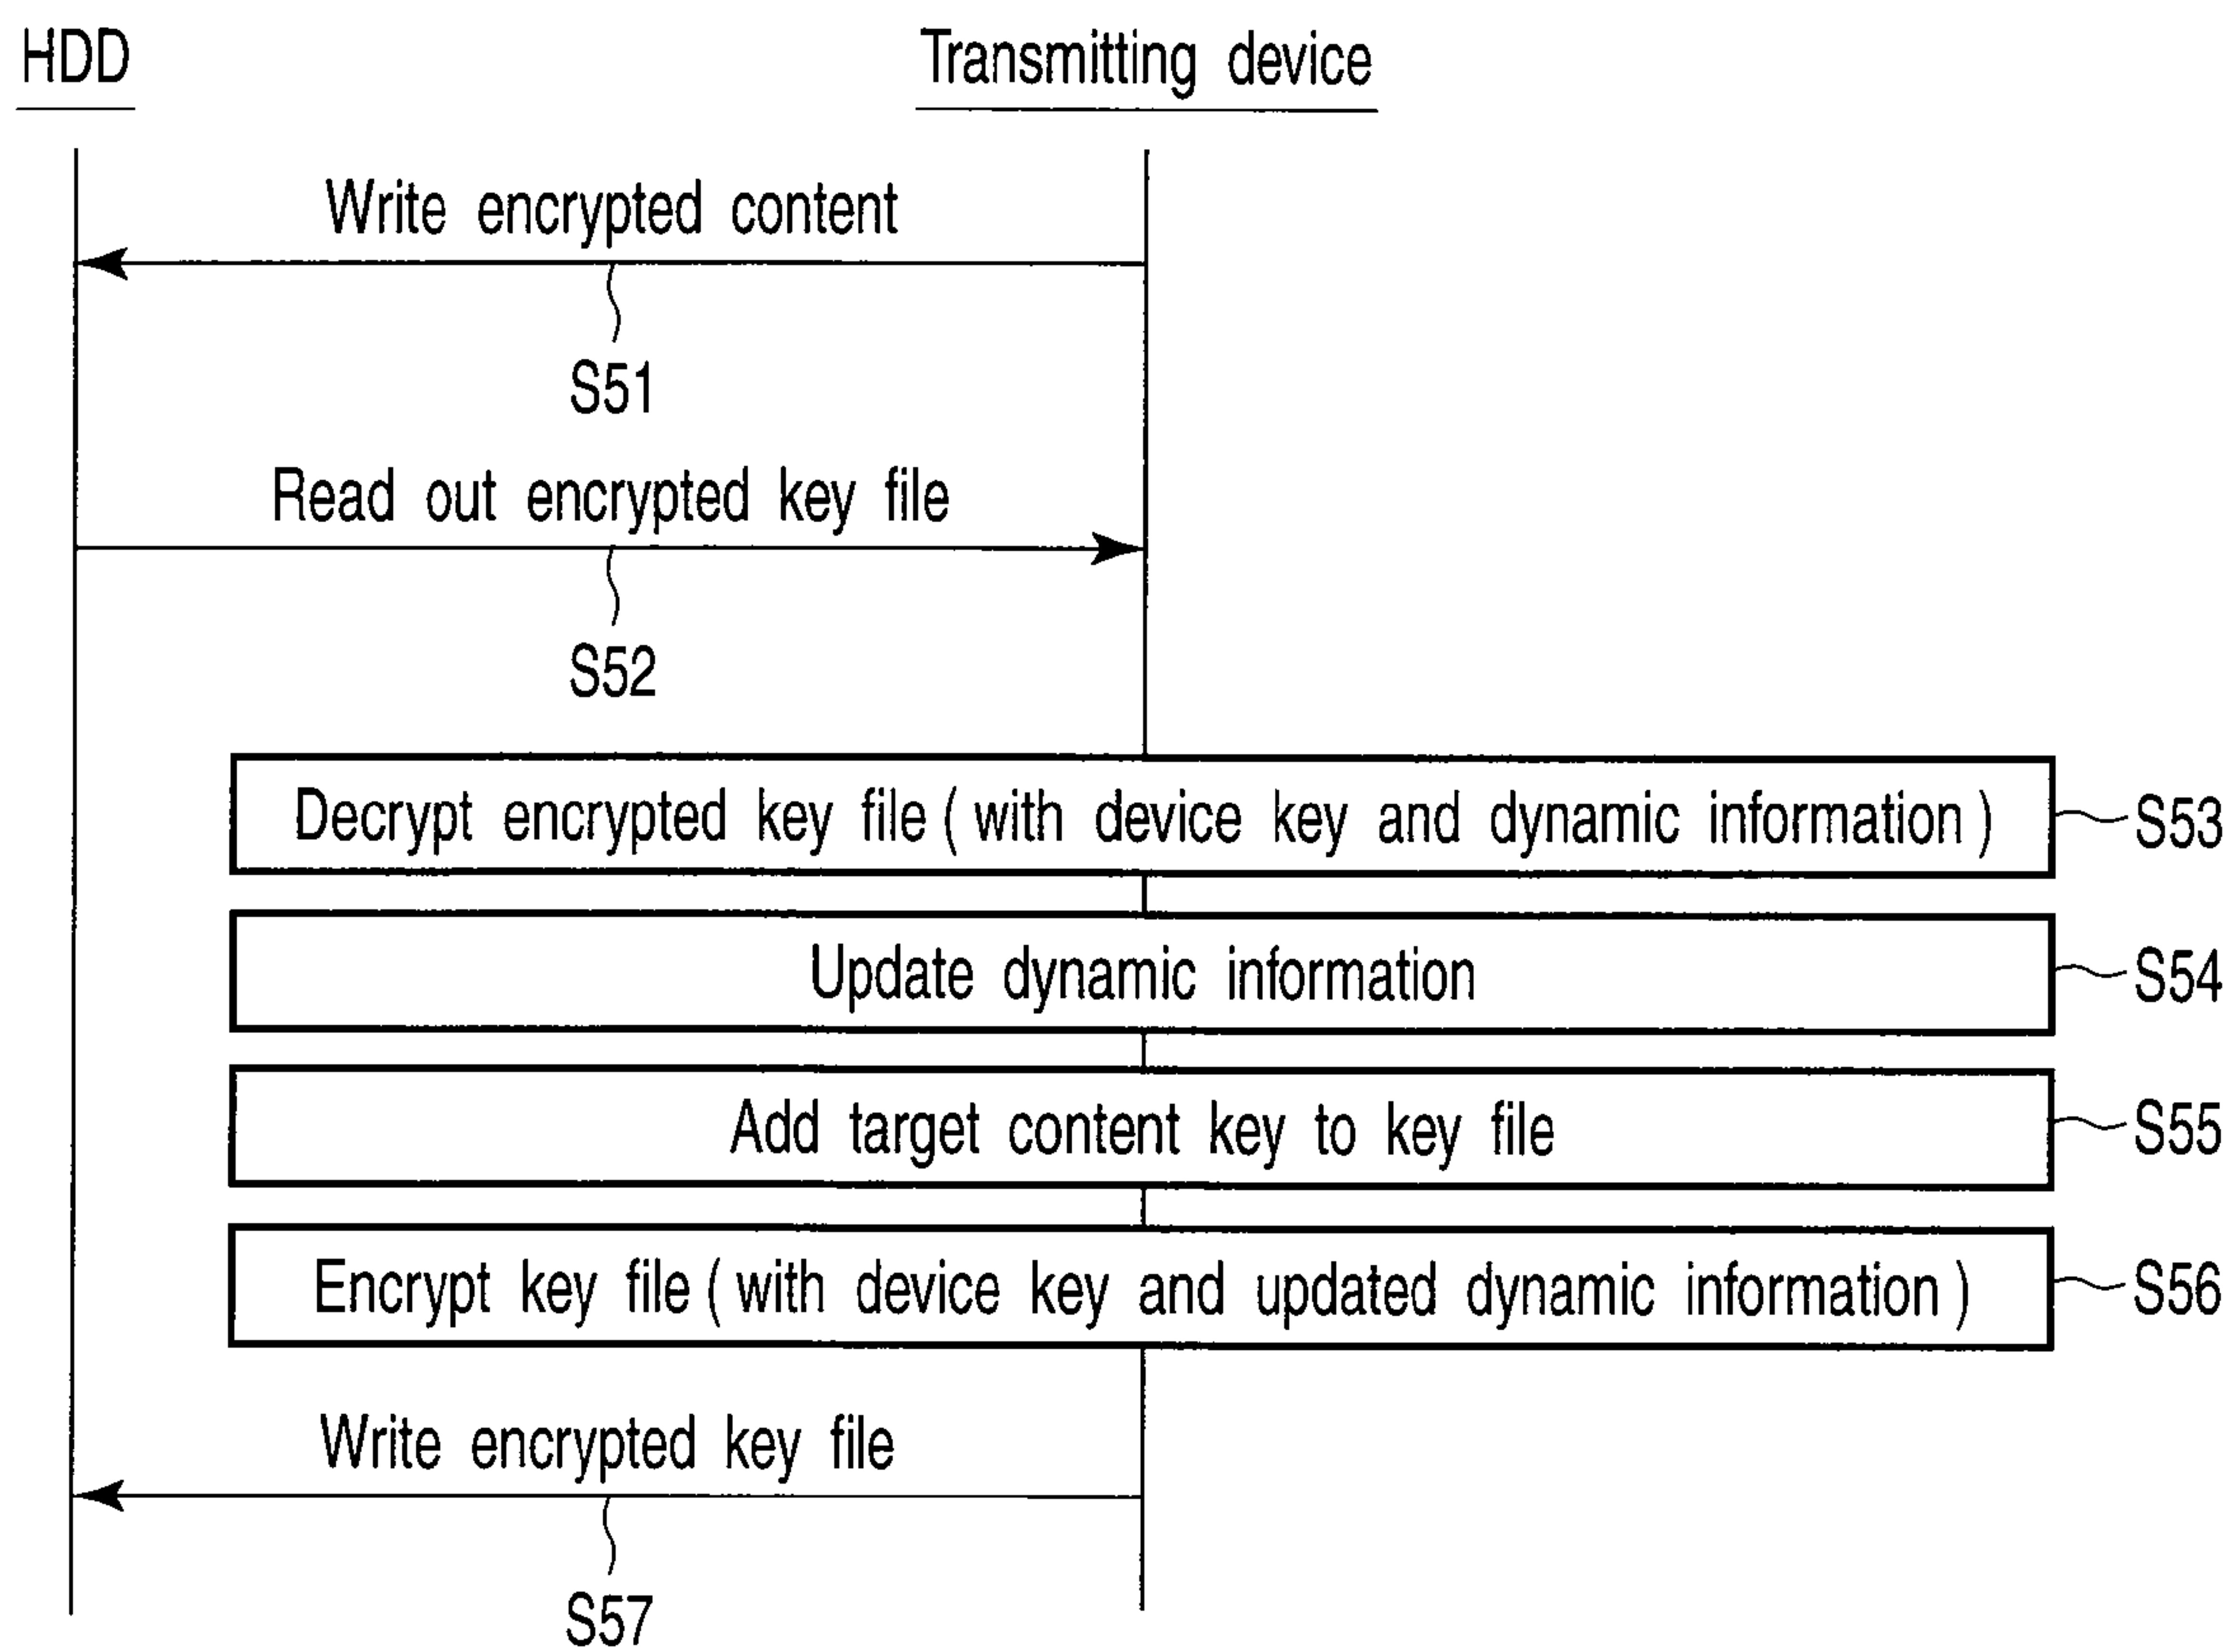 HDD
Transmitting device
Write encrypted content
S51
Read out encrypted key file
S52
Decrypt encrypted key file (with device key and dynamic information)
S53
Update dynamic information
S54
Add target content key to key file
S55
Encrypt key file (with device key and updated dynamic information)
S56
Write encrypted key file
S57